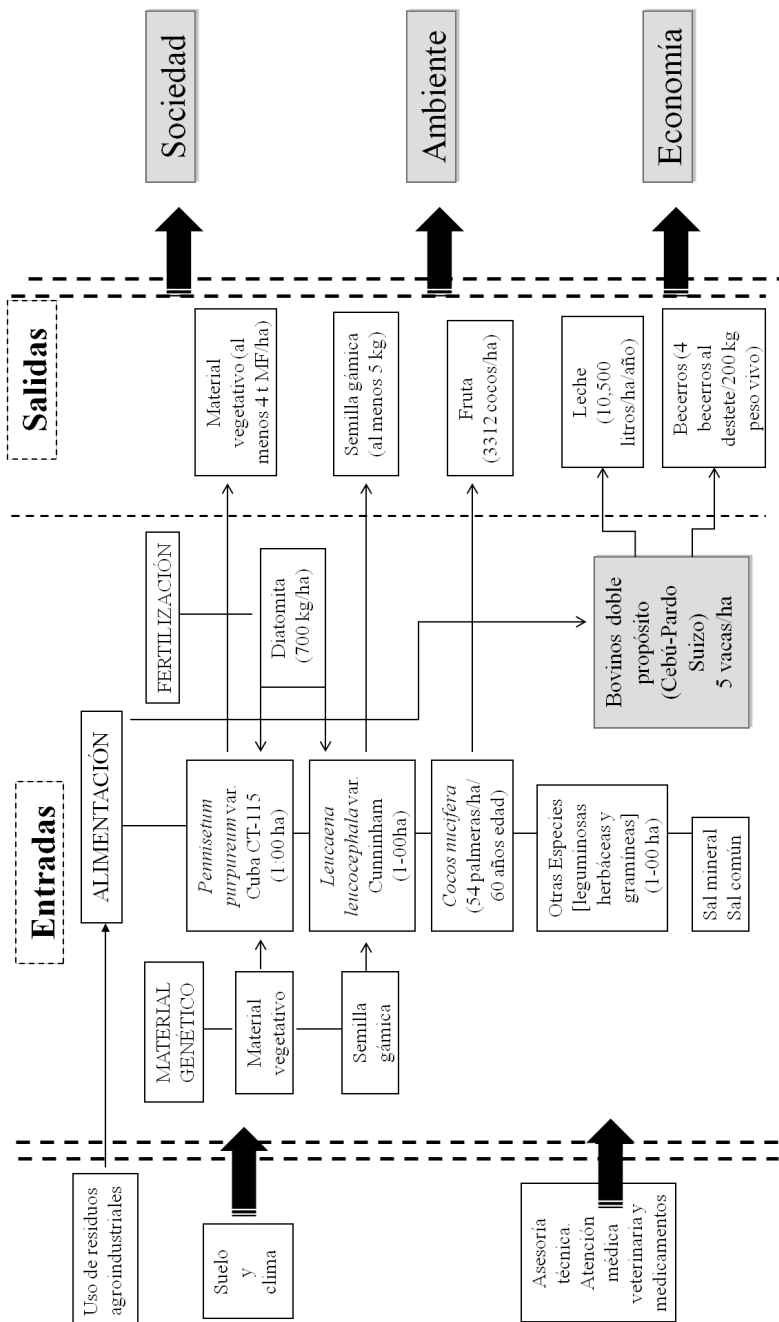 Entradas
Salidas
Uso de residuos
agroindustriales
Suelo
y
clima
Asesoría
técnica.
Atención
médica
veterinaria y
medicamentos
MATERIAL
GENÉTICO
Material
vegetativo
Semilla
gámica
ALIMENTACIÓN
Pennisetum
purpureum var.
Cuba CT-115
(1:00 ha)
Leucaena
leucocephala var.
Cunninham
(1-00ha)
Cocos nucifera
(54 palmeras/ha/
60 años edad)
Otras Especies
[leguminosas
herbáceas y
gramíneas]
(1-00 ha)
Sal mineral
Sal común
FERTILIZACIÓN
Diatomita
(700 kg/ha)
Bovinos doble
propósito
(Cebú-Pardo
Suizo)
5 vacas/ha
Material
vegetativo (al
menos 4 t MF/ha)
Semilla gámica
(al menos 5 kg)
Fruta
(3312 cocos/ha)
Leche
(10,500
litros/ha/año)
Becerros (4
becerros al
destete/200 kg
peso vivo)
Sociedad
Ambiente
Economía